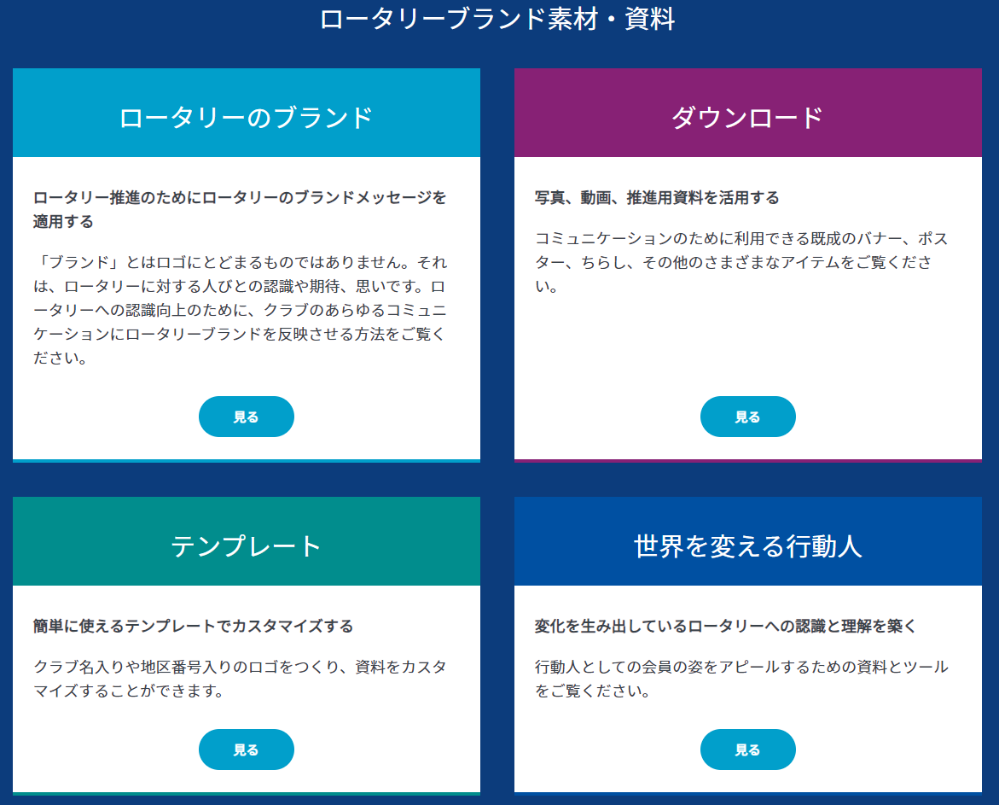 ロータリーブランド素材・資料
ロータリーのブランド
ロータリー推進のためにロータリーのブランドメッセージを
適用する
「ブランド」とはロゴにとどまるものではありません。それ
は、ロータリーに対する人びとの認識や期待、思いです。ロ
ータリーへの認識向上のために、クラブのあらゆるコミュニ
ケーションにロータリーブランドを反映させる方法をご覧く
ださい。
見る
ダウンロード
写真、動画、推進用資料を活用する
コミュニケーションのために利用できる既成のバナー、ポス
ター、ちらし、その他のさまざまなアイテムをご覧くださ
い。
見る
テンプレート
簡単に使えるテンプレートでカスタマイズする
クラブ名入りや地区番号入りのロゴをつくり、資料をカスタ
マイズすることができます。
見る
世界を変える行動人
変化を生み出しているロータリーへの認識と理解を築く
行動人としての会員の姿をアピールするための資料とツール
をご覧ください。
見る